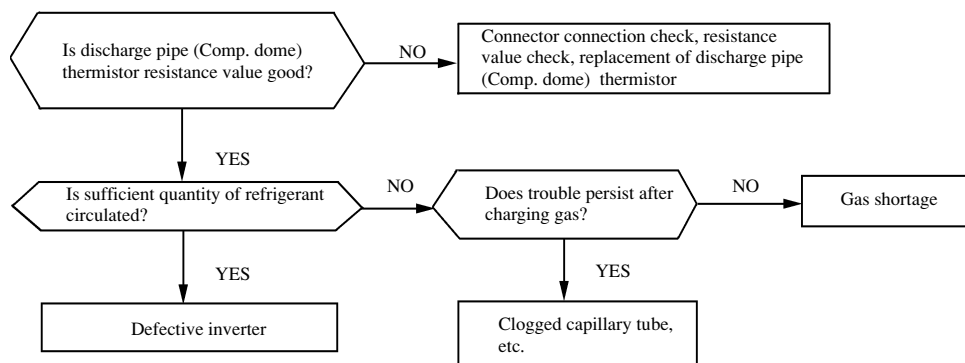 Is discharge pipe (Comp. dome)
thermistor resistance value good?
NO
Connector connection check, resistance
value check, replacement of discharge pipe
(Comp. dome) thermistor
YES
Is sufficient quantity of refrigerant
circulated?
NO
Does trouble persist after
charging gas?
NO
Gas shortage
YES
YES
Defective inverter
Clogged capillary tube,
etc.